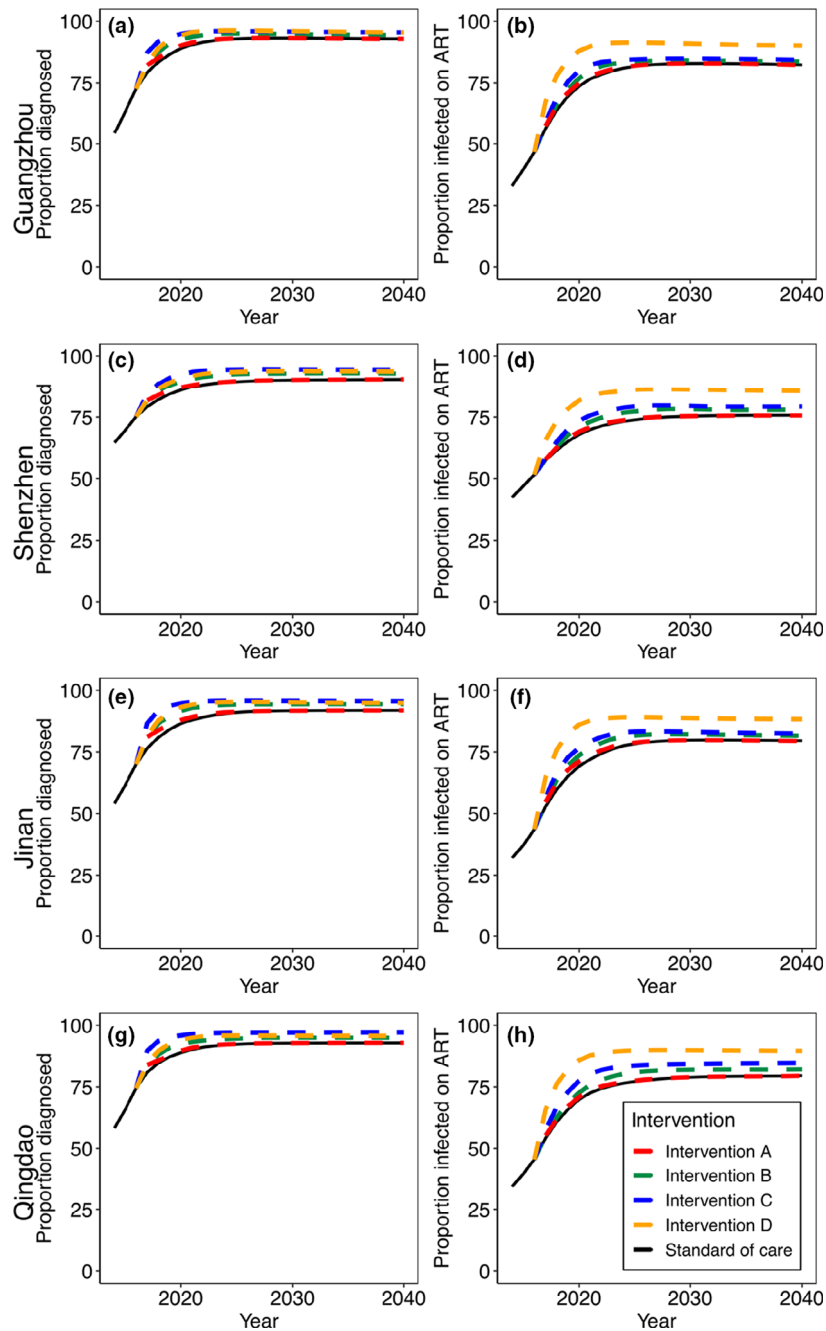 Guangzhou
Proportion diagnosed
100
75
50
25
0
(a)
2020 2030 2040
Year
Proportion infected on ART
100
75
50
25
0
(b)
2020 2030 2040
Year
Shenzhen
Proportion diagnosed
100
75
50
25
0
(c)
2020 2030 2040
Year
Proportion infected on ART
100
75
50
25
0
(d)
2020 2030 2040
Year
Jinan
Proportion diagnosed
100
75
50
25
0
(e)
2020 2030 2040
Year
Proportion infected on ART
100
75
50
25
0
(f)
2020 2030 2040
Year
Qingdao
Proportion diagnosed
100
75
50
25
0
(g)
2020 2030 2040
Year
Proportion infected on ART
100
75
50
25
0
(h)
Intervention
Intervention A
Intervention B
Intervention C
Intervention D
Standard of care
2020 2030 2040
Year